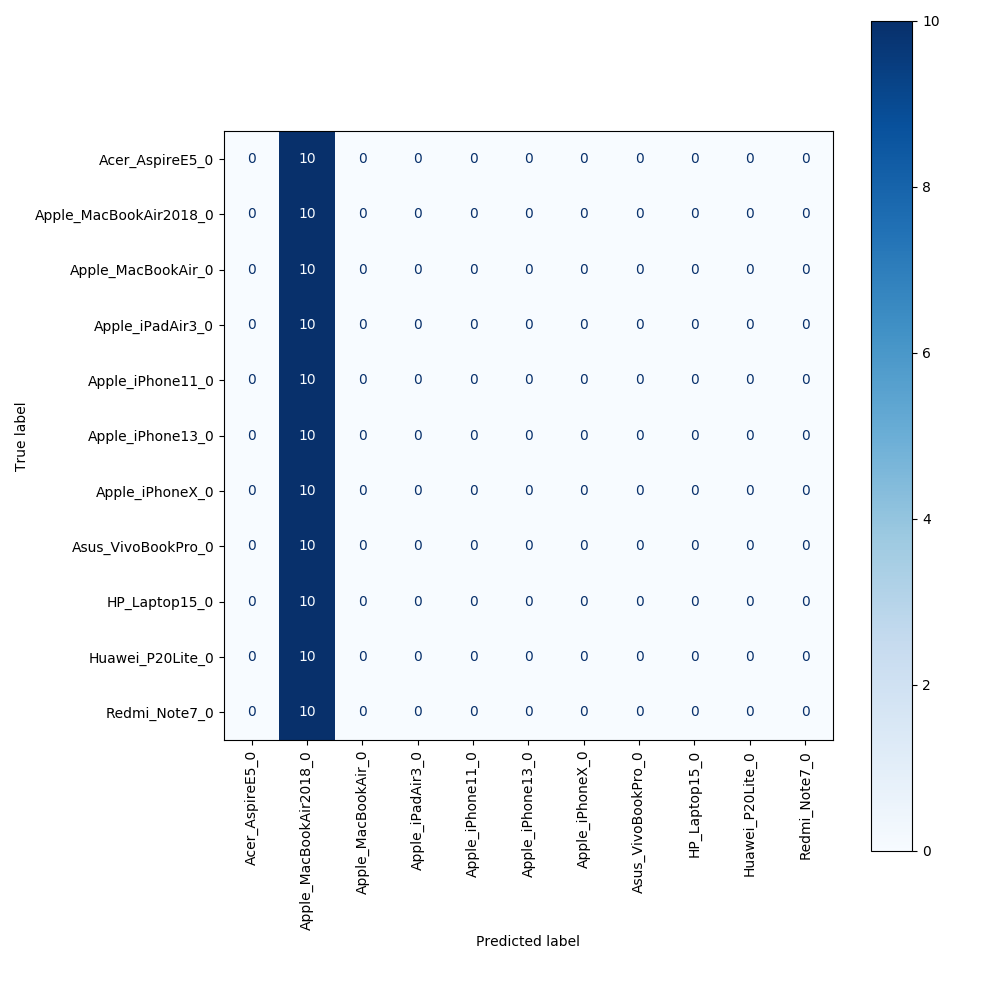 10
Acer_AspireE5_0 0 10 0 0 0 0 0 0 0 0 0
8
Apple_MacBookAir2018_0 0 10 0 0 0 0 0 0 0 0 0
Apple_MacBookAir_0 0 10 0 0 0 0 0 0 0 0 0
Apple_iPadAir3_0 0 10 0 0 0 0 0 0 0 0 0
6
Apple_iPhone11_0 0 10 0 0 0 0 0 0 0 0 0
True label
Apple_iPhone13_0 0 10 0 0 0 0 0 0 0 0 0
Apple_iPhoneX_0 0 10 0 0 0 0 0 0 0 0 0
4
Asus_VivoBookPro_0 0 10 0 0 0 0 0 0 0 0 0
HP_Laptop15_0 0 10 0 0 0 0 0 0 0 0 0
Huawei_P20Lite_0 0 10 0 0 0 0 0 0 0 0 0
2
Redmi_Note7_0 0 10 0 0 0 0 0 0 0 0 0
0
Acer_AspireE5_0
Apple_MacBookAir2018_0
Apple_MacBookAir_0
Apple_iPadAir3_0
Apple_iPhone11_0
Apple_iPhone13_0
Apple_iPhoneX_0
Asus_VivoBookPro_0
HP_Laptop15_0
Huawei_P20Lite_0
Redmi_Note7_0
Predicted label